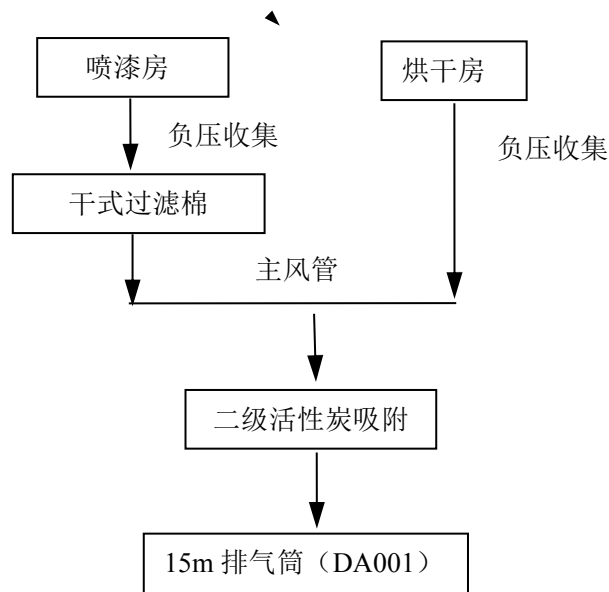 喷漆房
烘干房
负压收集
负压收集
干式过滤棉
主风管
二级活性炭吸附
15m 排气筒（DA001）